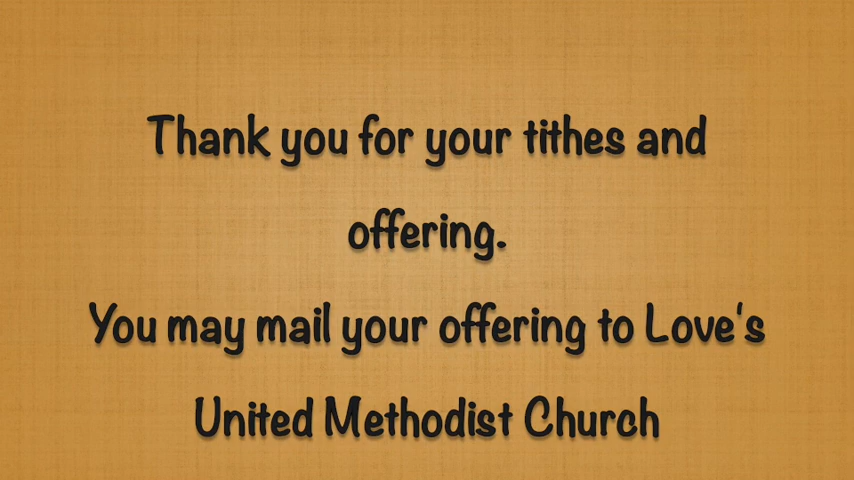 Thank you for your tithes and
offering.
You may mail your offering to Love's
United Methodist Church